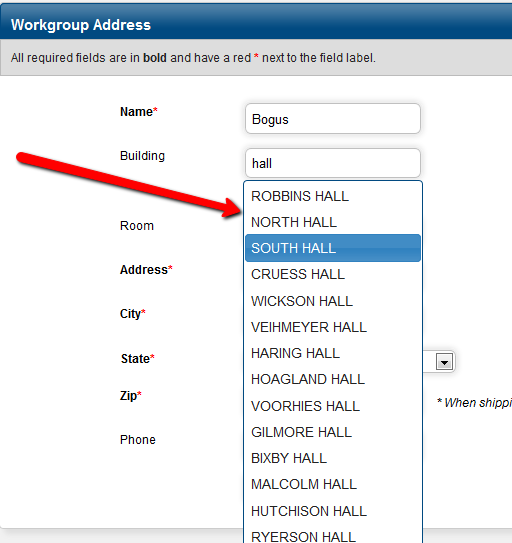 Workgroup Address
All required fields are in bold and have a red * next to the field label.
Name* Bogus
Building hall
ROBBINS HALL
Room NORTH HALL
SOUTH HALL
Address* CRUESS HALL
WICKSON HALL
City* VEIHMEYER HALL
State* HARING HALL
HOAGLAND HALL
Zip* VOORHIES HALL * When shippi
Phone GILMORE HALL
BIXBY HALL
MALCOLM HALL
HUTCHISON HALL
RYERSON HALL